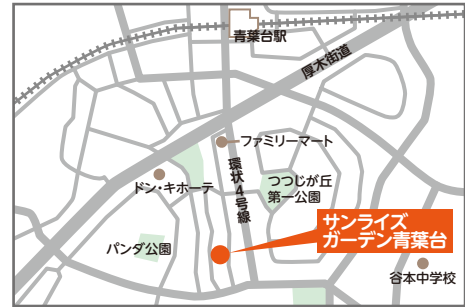 青葉台駅
厚木街道
ファミリーマート
環状4号線
ドン・キホーテ
つつじが丘
第一公園
サンライズ
ガーデン青葉台
パンダ公園
谷本中学校